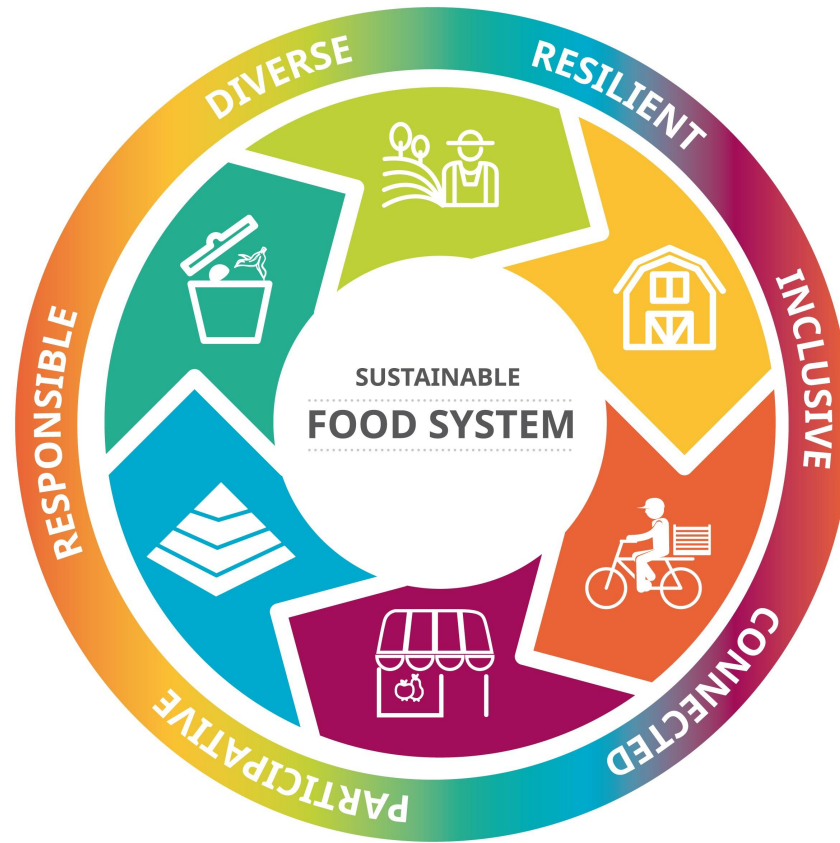 DIVERSE
RESILIENT
INCLUSIVE
CONNECTED
PARTICIPATIVE
RESPONSIBLE
SUSTAINABLE
FOOD SYSTEM